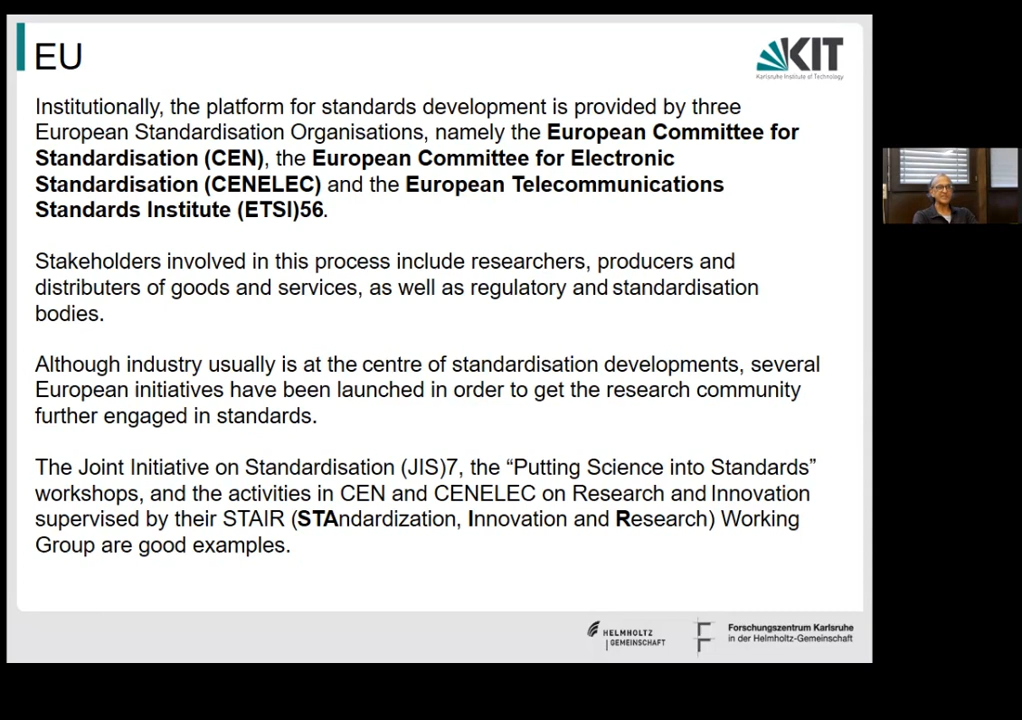 EU
KIT
Karlsruhe Institute of Technology
Institutionally, the platform for standards development is provided by three
European Standardisation Organisations, namely the European Committee for
Standardisation (CEN), the European Committee for Electronic
Standardisation (CENELEC) and the European Telecommunications
Standards Institute (ETSI)56.
Stakeholders involved in this process include researchers, producers and
distributers of goods and services, as well as regulatory and standardisation
bodies.
Although industry usually is at the centre of standardisation developments, several
European initiatives have been launched in order to get the research community
further engaged in standards.
The Joint Initiative on Standardisation (JIS)7, the “Putting Science into Standards”
workshops, and the activities in CEN and CENELEC on Research and Innovation
supervised by their STAIR (STAndardization, Innovation and Research) Working
Group are good examples.
HELMHOLTZ
GEMEINSCHAFT
Forschungszentrum Karlsruhe
in der Helmholtz-Gemeinschaft